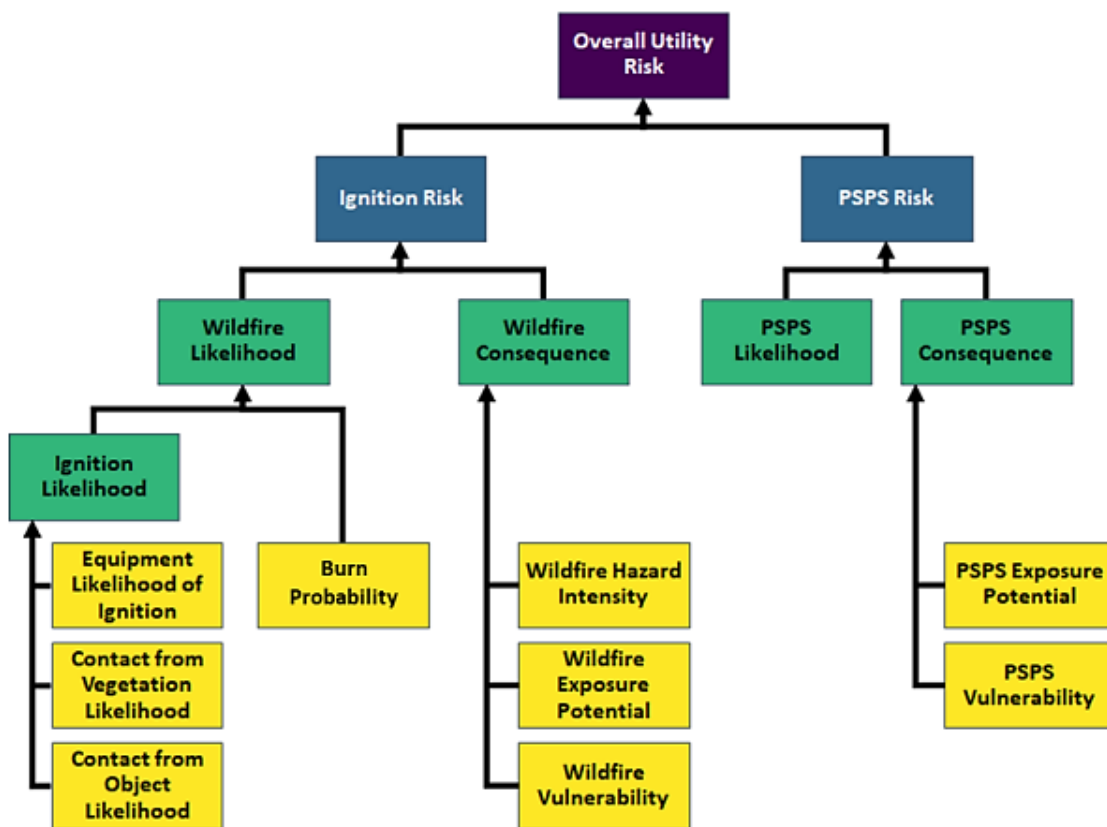 Overall Utility
Risk
Ignition Risk
PSPS Risk
Wildfire
Likelihood
Wildfire
Consequence
PSPS
Likelihood
PSPS
Consequence
Ignition
Likelihood
Equipment
Likelihood of
Ignition
Burn
Probability
Wildfire Hazard
Intensity
PSPS Exposure
Potential
Contact from
Vegetation
Likelihood
Wildfire
Exposure
Potential
PSPS
Vulnerability
Contact from
Object
Likelihood
Wildfire
Vulnerability